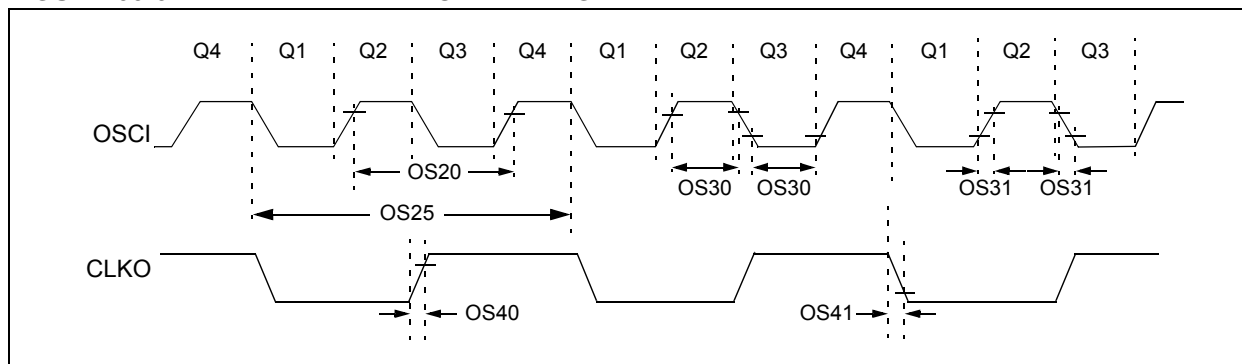 Q4 Q1 Q2 Q3 Q4 Q1 Q2 Q3 Q4 Q1 Q2 Q3
OSCI
OS20
OS30 OS30
OS31 OS31
OS25
CLKO
OS40
OS41